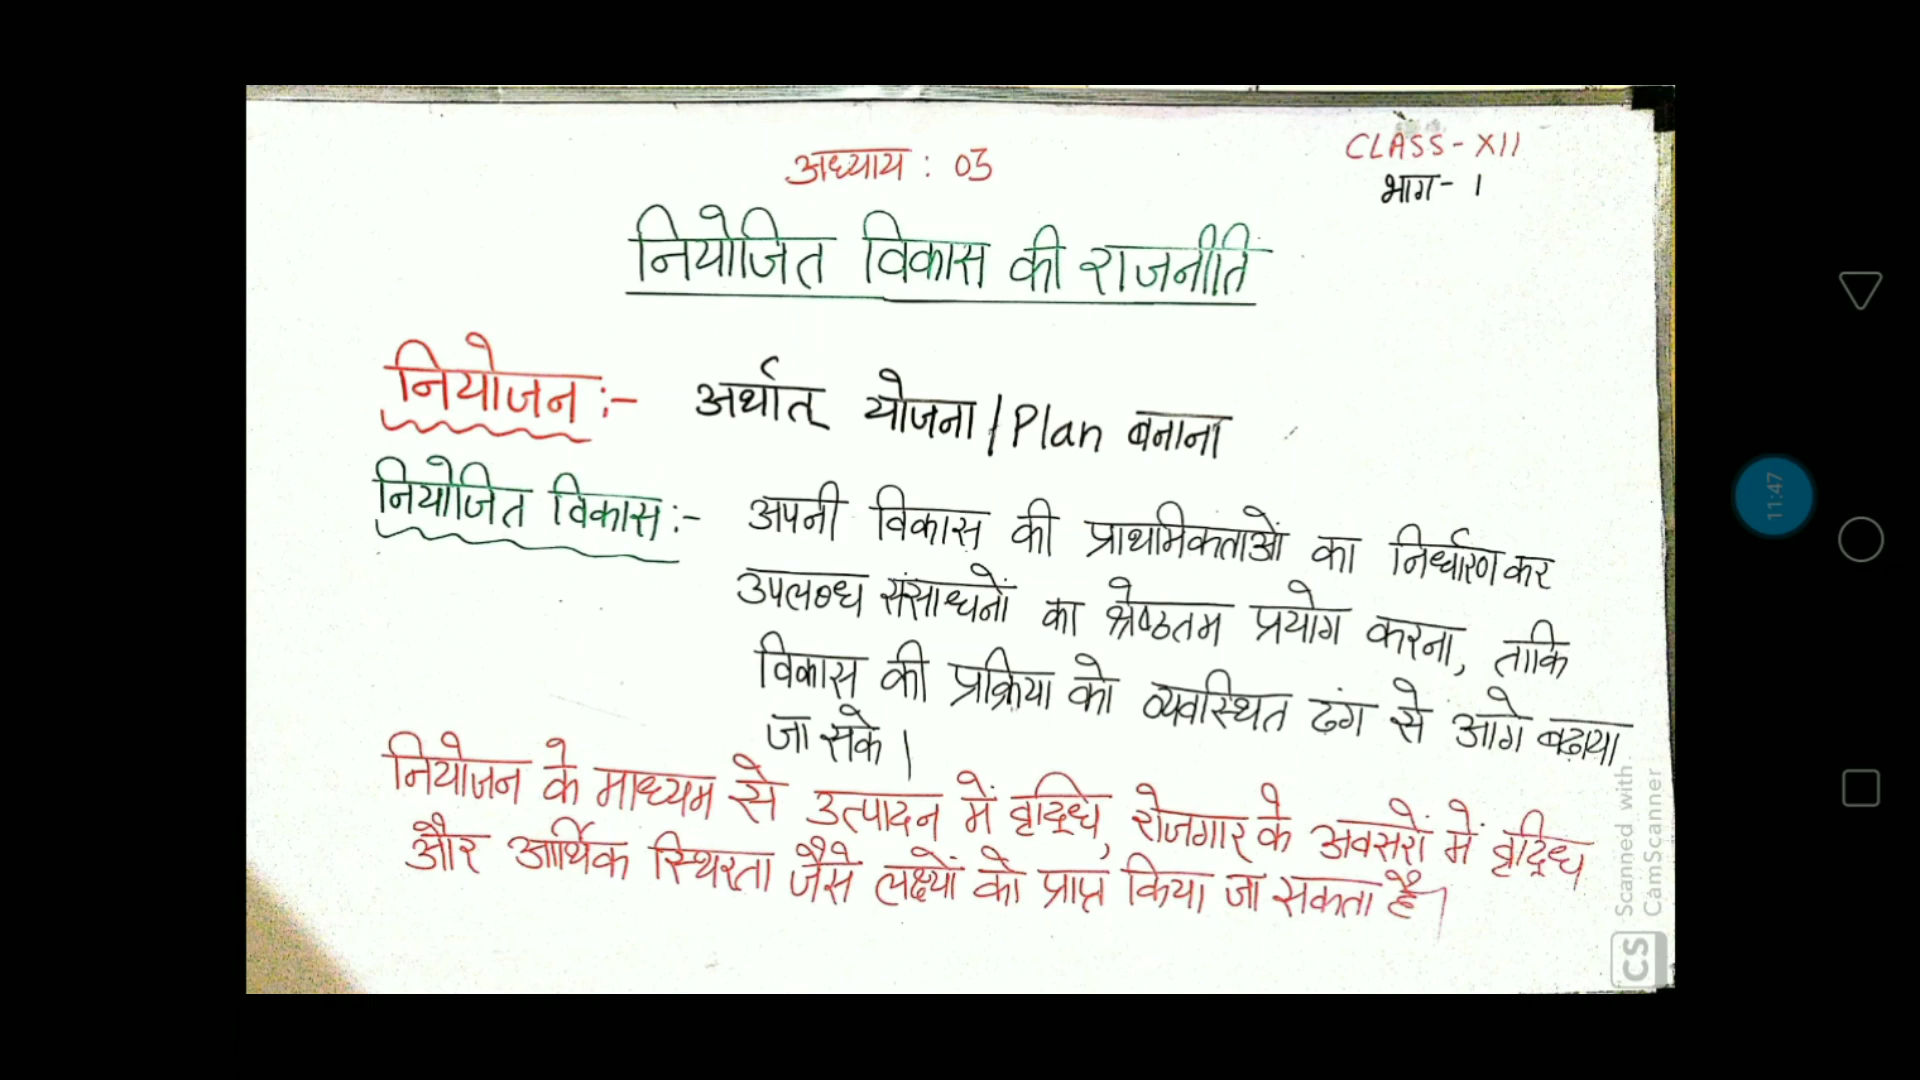 अध्याय : 03
CLASS-XII
भाग- 1
नियोजित विकास की राजनीति
नियोजन :- अर्थात् योजना / Plan बनाना
नियोजित विकास :- अपनी विकास की प्राथमिकताओं का निर्धारण कर
उपलब्ध संसाधनों का श्रेष्ठतम प्रयोग करना, ताकि
विकास की प्रक्रिया को व्यवस्थित ढंग से आगे बढ़ाया
जा सके।
नियोजन के माध्यम से उत्पादन में वृद्धि, रोजगार के अवसरों में वृद्धि
और आर्थिक स्थिरता जैसे लक्ष्यों को प्राप्त किया जा सकता है।
11:47
Scanned with
CamScanner
CS